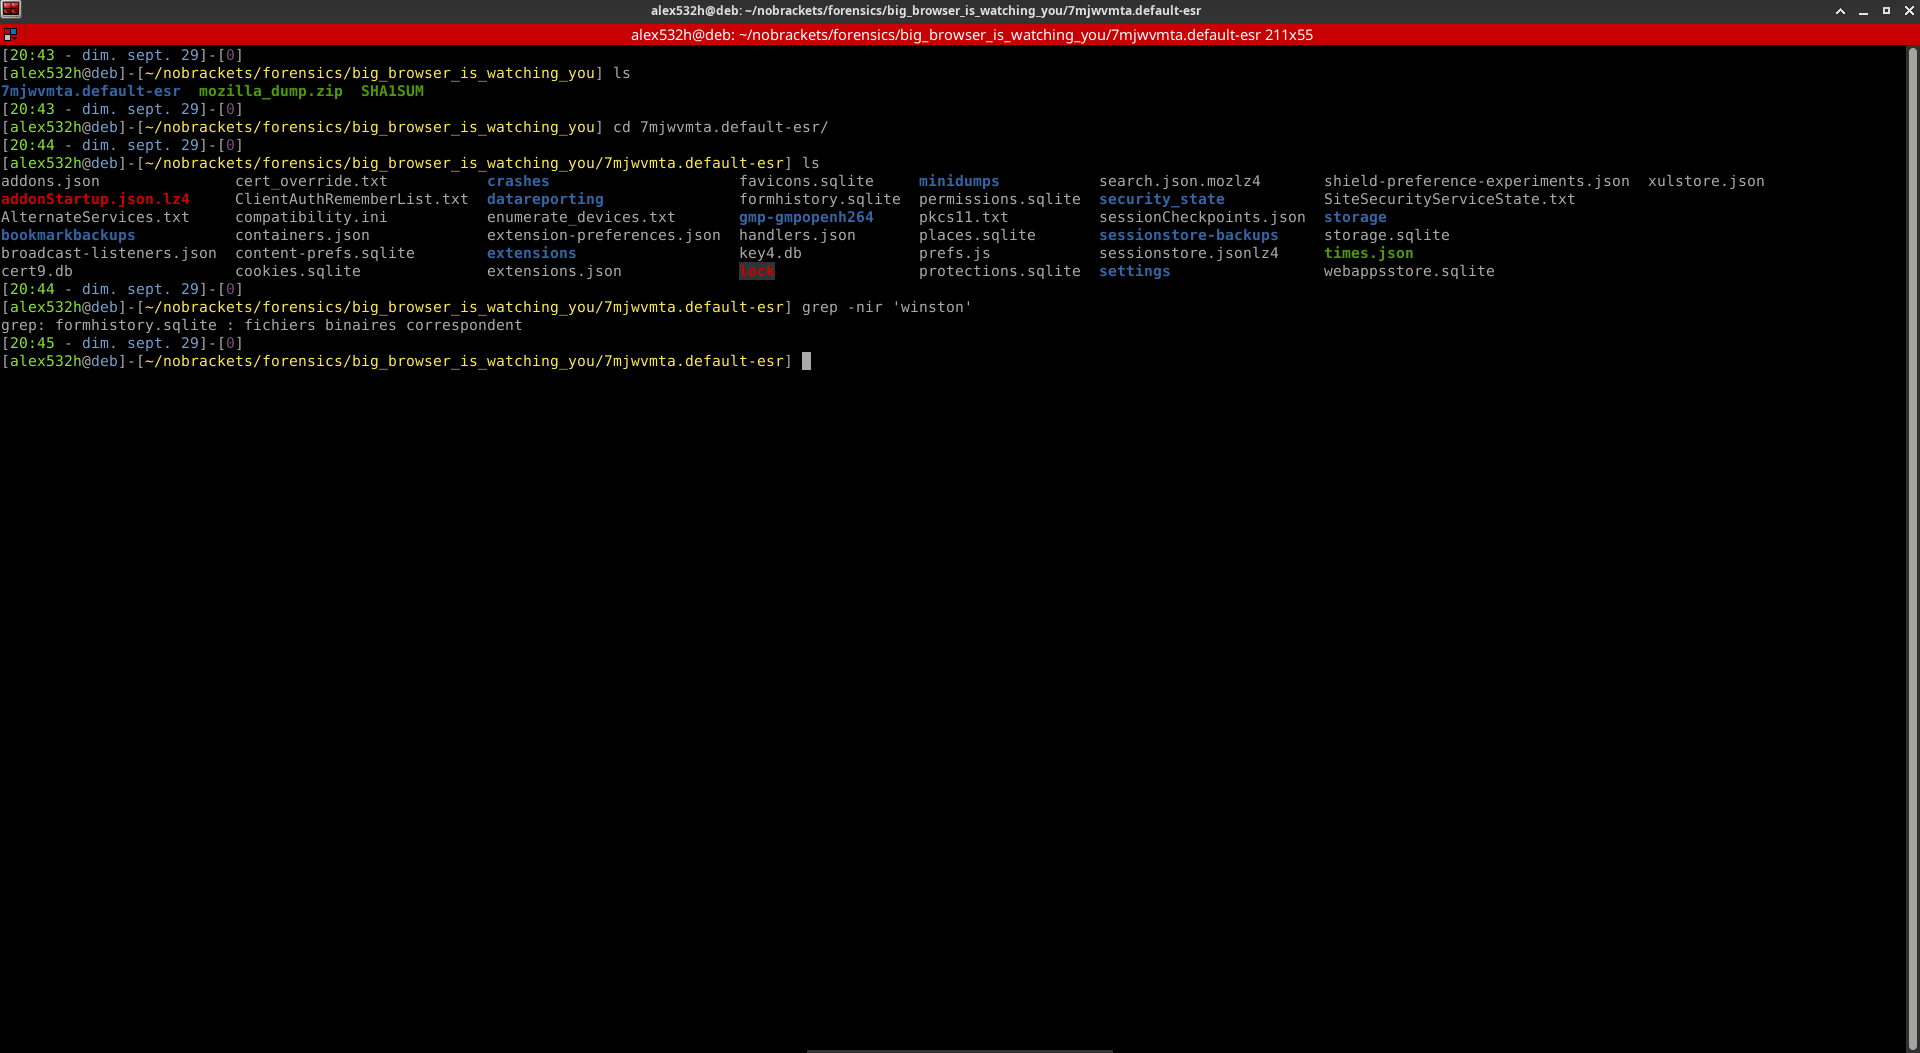 alex532h@deb: ~/nobrackets/forensics/big_browser_is_watching_you/7mjwvmta.default-esr
alex532h@deb: ~/nobrackets/forensics/big_browser_is_watching_you/7mjwvmta.default-esr 211x55
[20:43 - dim. sept. 29]-[0]
[alex532h@deb]-[~/nobrackets/forensics/big_browser_is_watching_you] ls
7mjwvmta.default-esr  mozilla_dump.zip  SHA1SUM
[20:43 - dim. sept. 29]-[0]
[alex532h@deb]-[~/nobrackets/forensics/big_browser_is_watching_you] cd 7mjwvmta.default-esr/
[20:44 - dim. sept. 29]-[0]
[alex532h@deb]-[~/nobrackets/forensics/big_browser_is_watching_you/7mjwvmta.default-esr] ls
addons.json               cert_override.txt           crashes                     favicons.sqlite     minidumps           search.json.mozlz4     shield-preference-experiments.json  xulstore.json
addonStartup.json.lz4     ClientAuthRememberList.txt  datareporting               formhistory.sqlite  permissions.sqlite  security_state         SiteSecurityServiceState.txt
AlternateServices.txt     compatibility.ini           enumerate_devices.txt       gmp-gmpopenh264     pkcs11.txt          sessionCheckpoints.json  storage
bookmarkbackups           containers.json             extension-preferences.json  handlers.json       places.sqlite       sessionstore-backups   storage.sqlite
broadcast-listeners.json  content-prefs.sqlite        extensions                  key4.db             prefs.js            sessionstore.jsonlz4   times.json
cert9.db                  cookies.sqlite              extensions.json             lock                protections.sqlite  settings               webappsstore.sqlite
[20:44 - dim. sept. 29]-[0]
[alex532h@deb]-[~/nobrackets/forensics/big_browser_is_watching_you/7mjwvmta.default-esr] grep -nir 'winston'
grep: formhistory.sqlite : fichiers binaires correspondent
[20:45 - dim. sept. 29]-[0]
[alex532h@deb]-[~/nobrackets/forensics/big_browser_is_watching_you/7mjwvmta.default-esr]